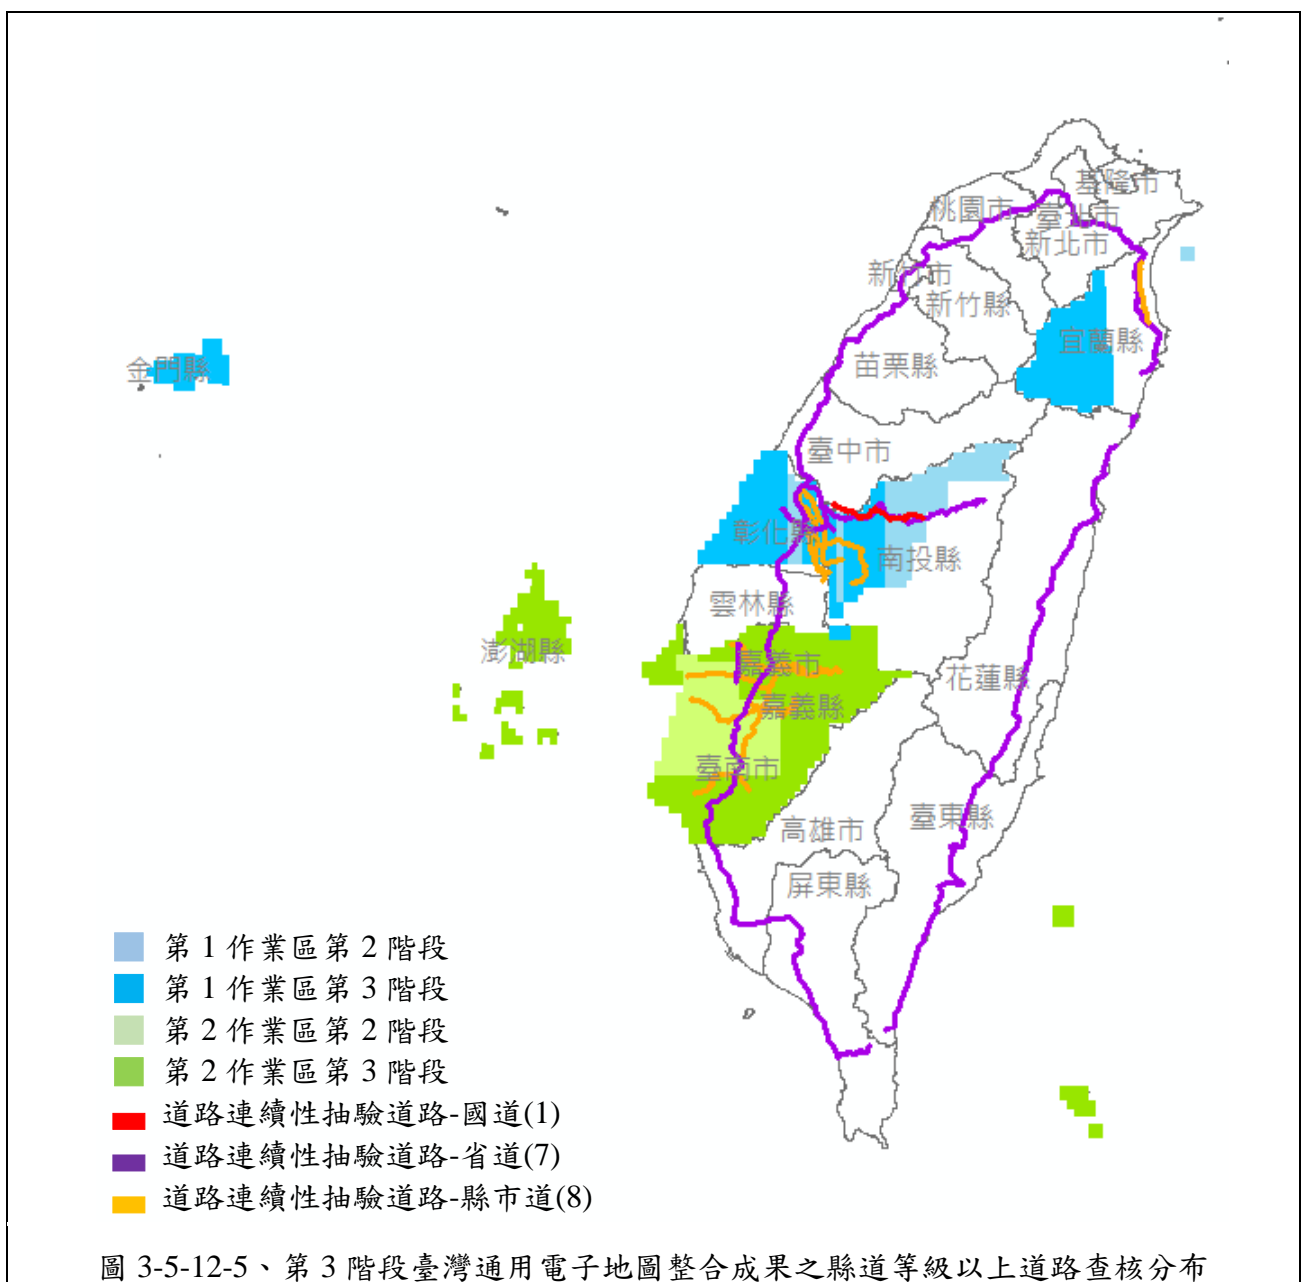 基隆市
桃園市
臺北市
新北市
新竹市
新竹縣
宜蘭縣
金門縣
苗栗縣
臺中市
彰化縣
南投縣
雲林縣
澎湖縣
嘉義市
花蓮縣
嘉義縣
臺南市
臺東縣
高雄市
屏東縣
第 1 作業區第 2 階段
第 1 作業區第 3 階段
第 2 作業區第 2 階段
第 2 作業區第 3 階段
道路連續性抽驗道路-國道(1)
道路連續性抽驗道路-省道(7)
道路連續性抽驗道路-縣市道(8)
圖 3-5-12-5、第 3 階段臺灣通用電子地圖整合成果之縣道等級以上道路查核分布